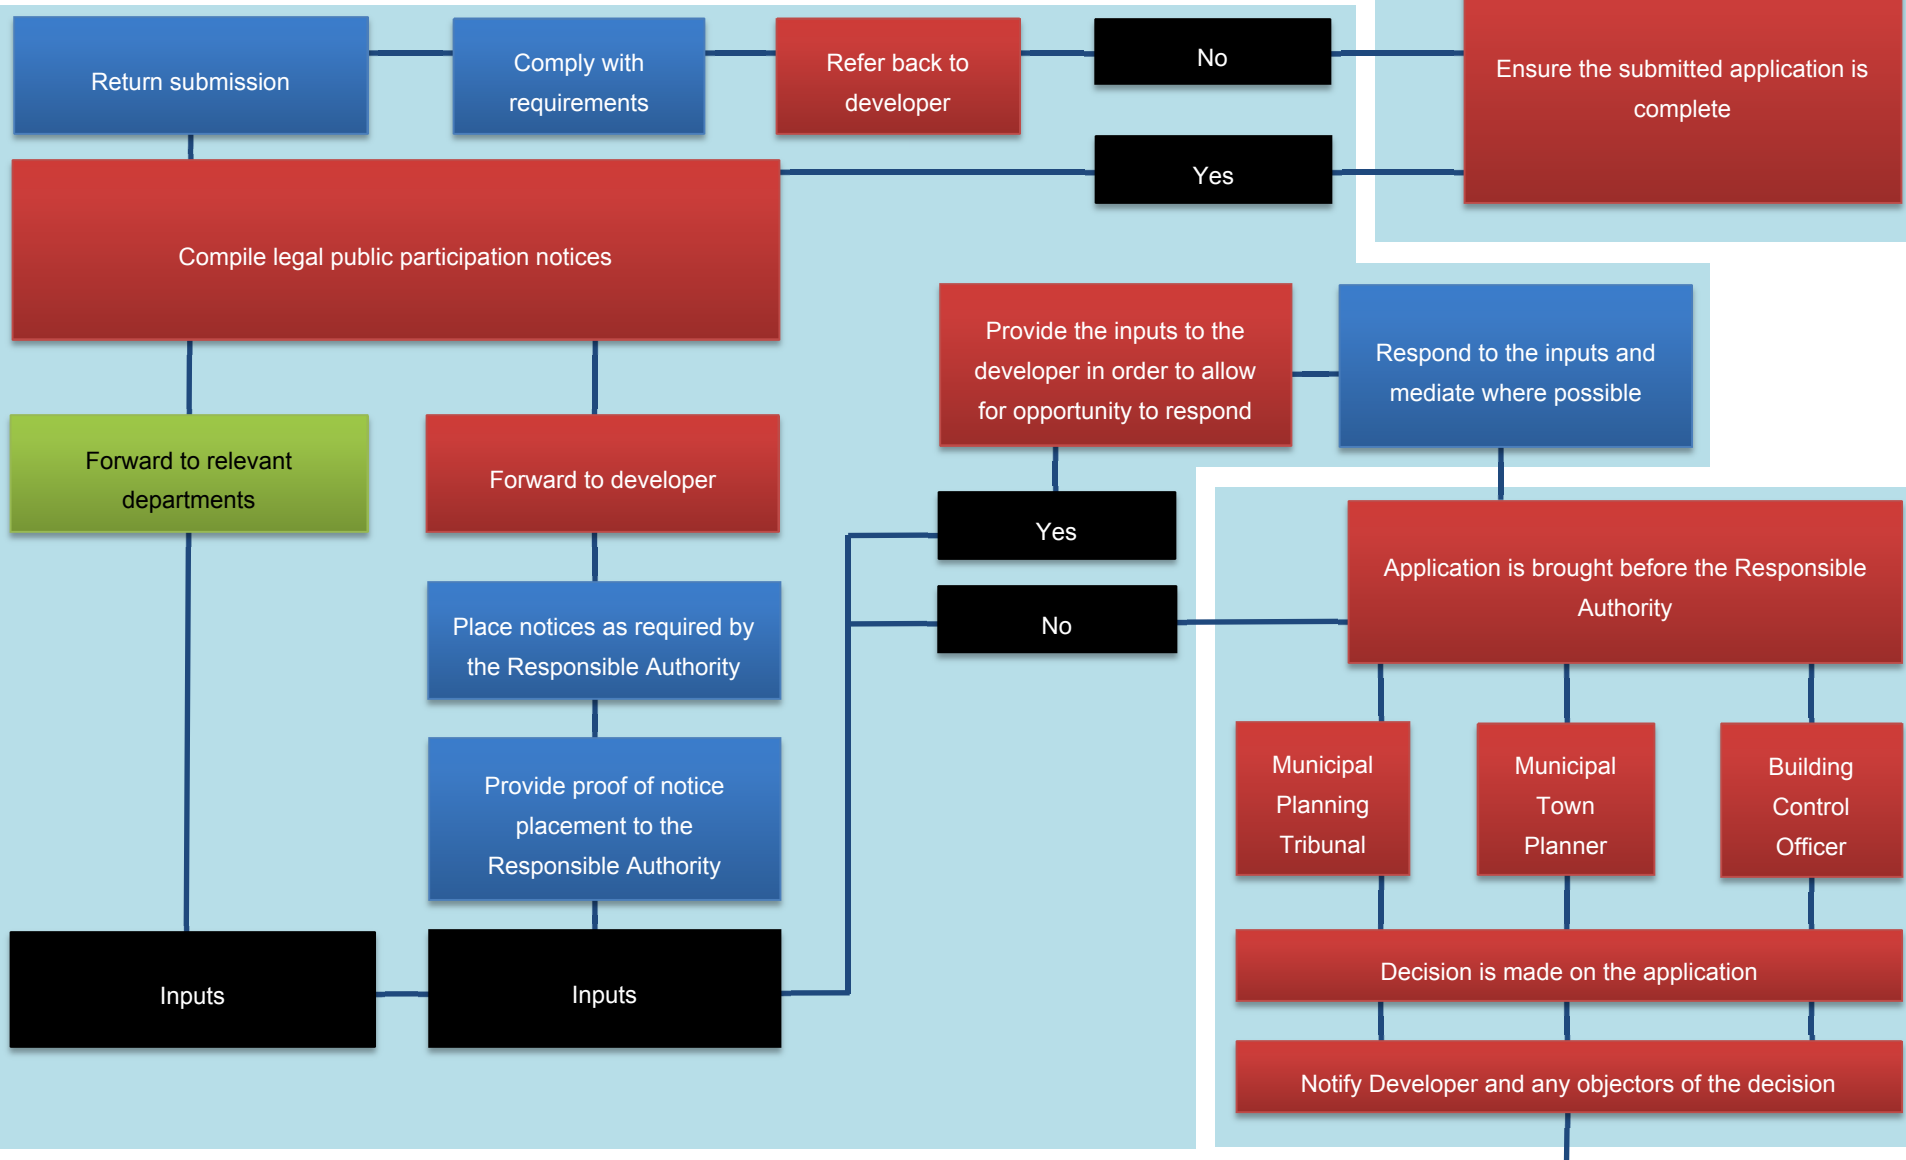 Return submission
Comply with
requirements
Refer back to
developer
No
Ensure the submitted application is
complete
Yes
Compile legal public participation notices
Provide the inputs to the
developer in order to allow
for opportunity to respond
Respond to the inputs and
mediate where possible
Forward to relevant
departments
Forward to developer
Yes
Application is brought before the Responsible
Authority
Place notices as required by
the Responsible Authority
No
Municipal
Planning
Tribunal
Municipal
Town
Planner
Building
Control
Officer
Provide proof of notice
placement to the
Responsible Authority
Inputs
Inputs
Decision is made on the application
Notify Developer and any objectors of the decision